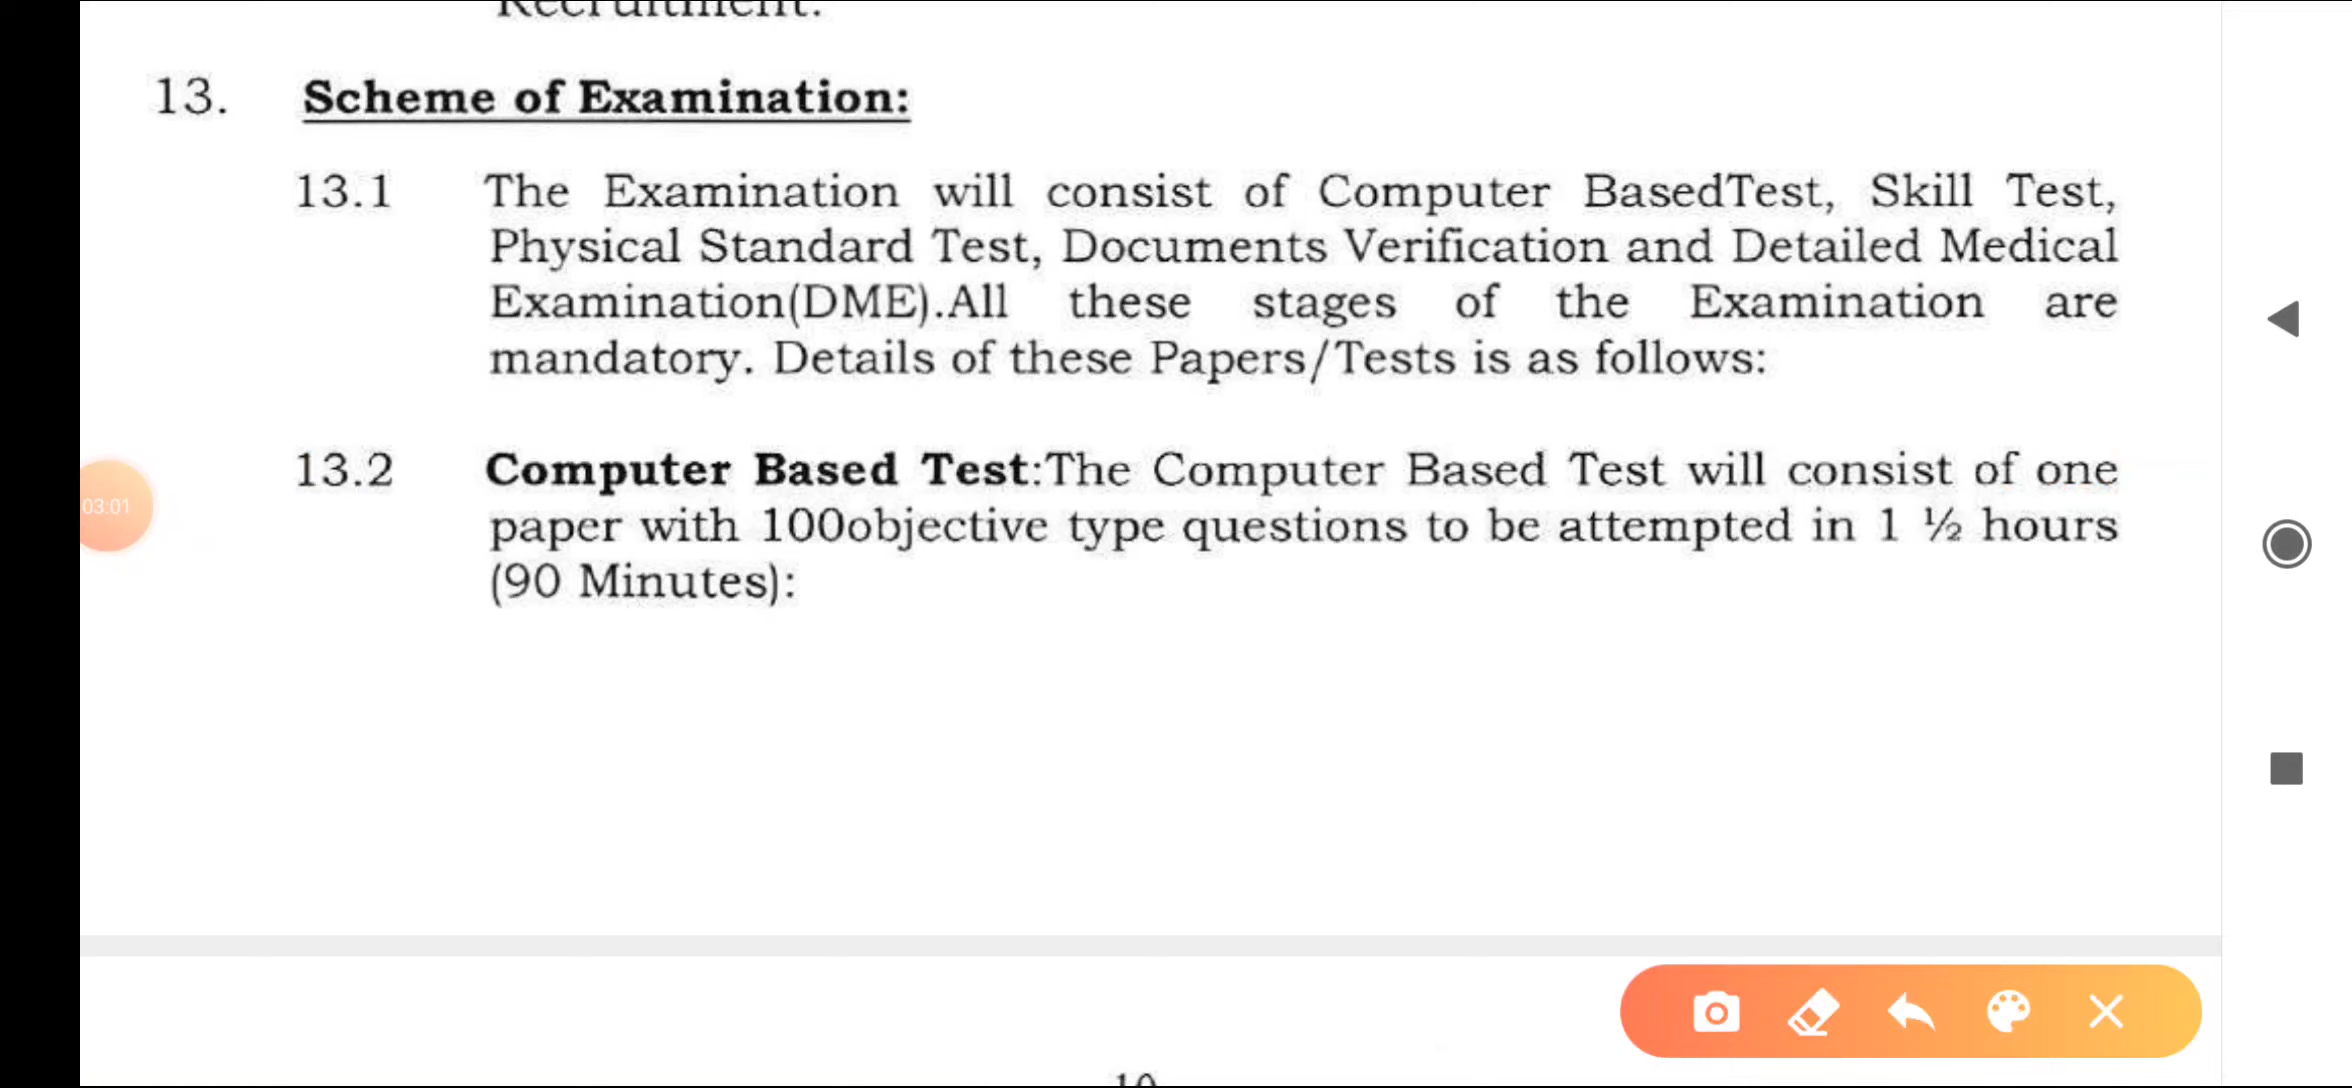 Recruitment.
13. Scheme of Examination:
13.1 The Examination will consist of Computer BasedTest, Skill Test,
Physical Standard Test, Documents Verification and Detailed Medical
Examination(DME).All these stages of the Examination are
mandatory. Details of these Papers/Tests is as follows:
13.2 Computer Based Test:The Computer Based Test will consist of one
paper with 100objective type questions to be attempted in 1 ½ hours
(90 Minutes):
03:01
10